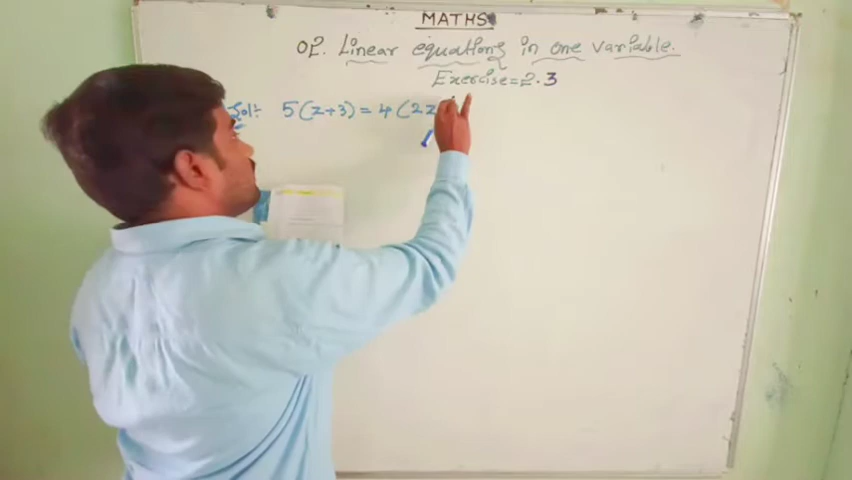 MATHS
02. Linear equations in one variable.
Exercise=2.3
Sol:- 5(z+3) = 4(2z